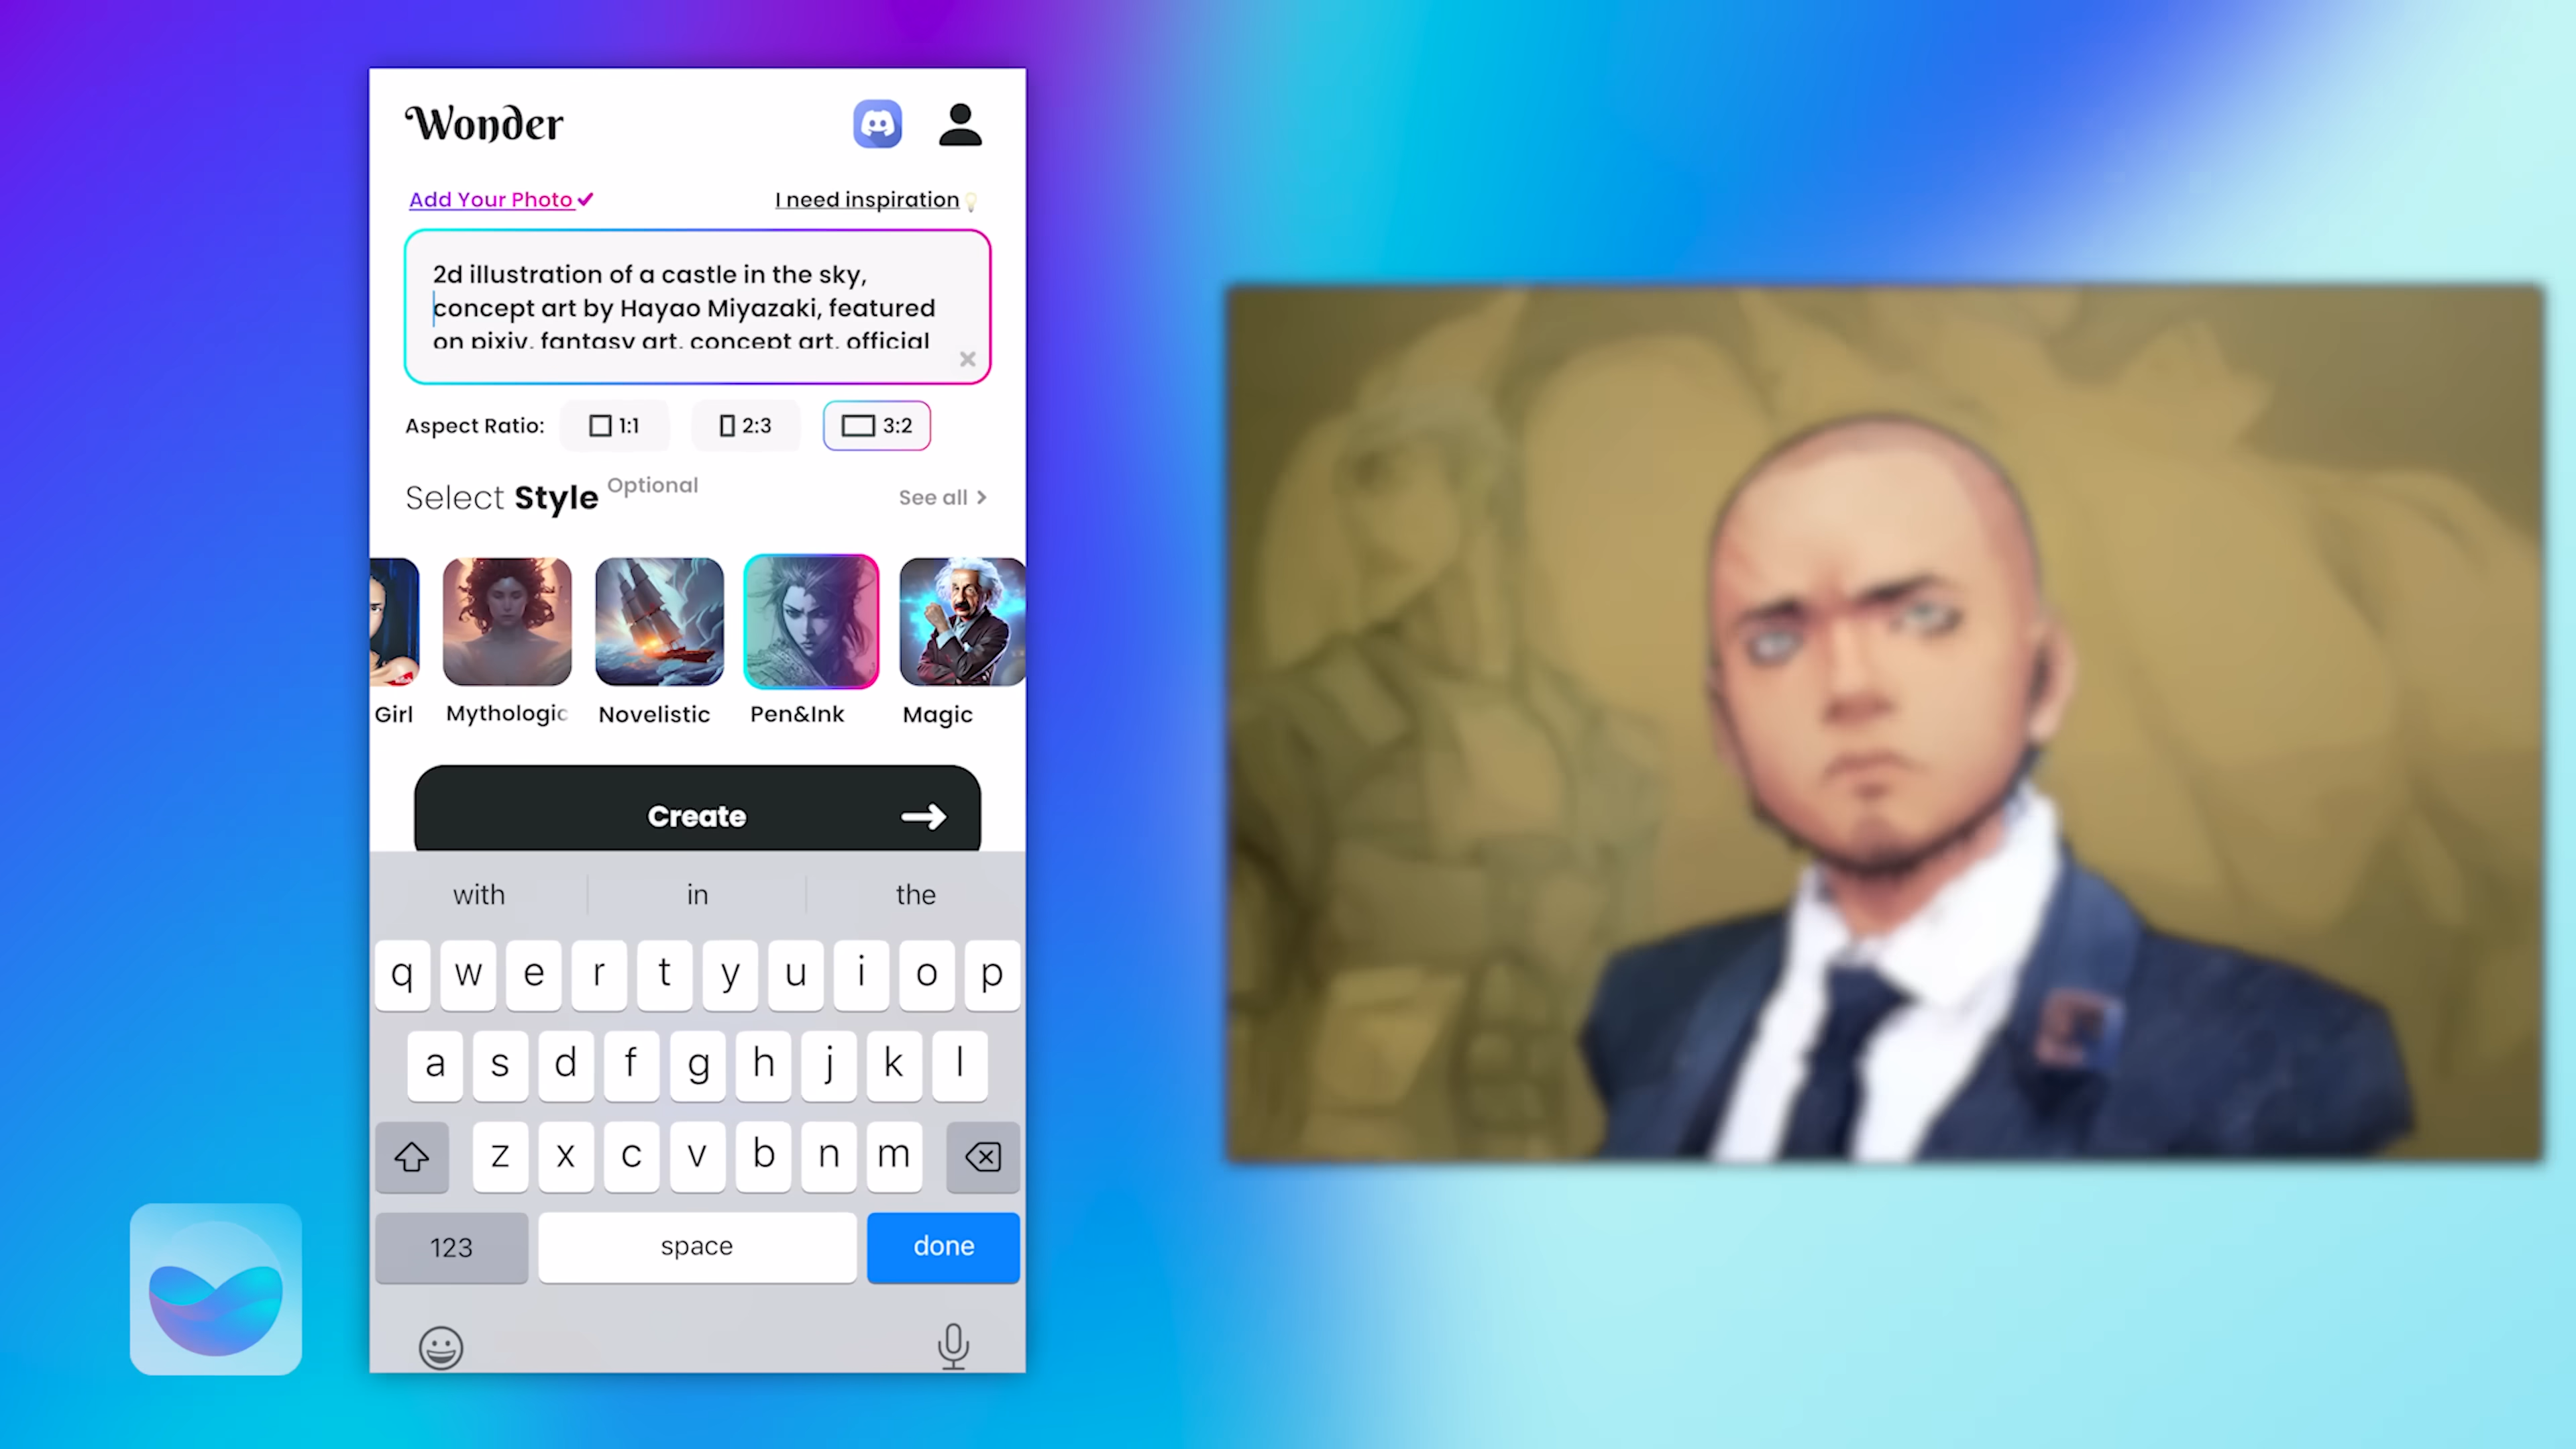 Wonder
Add Your Photo
I need inspiration
2d illustration of a castle in the sky,
concept art by Hayao Miyazaki, featured
on pixiv, fantasy art, concept art, official
Aspect Ratio: 1:1 2:3 3:2
Select Style Optional
See all >
Girl Mythologic Novelistic Pen&Ink Magic
Create
with in the
q w e r t y u i o p
a s d f g h j k l
z x c v b n m
123 space done